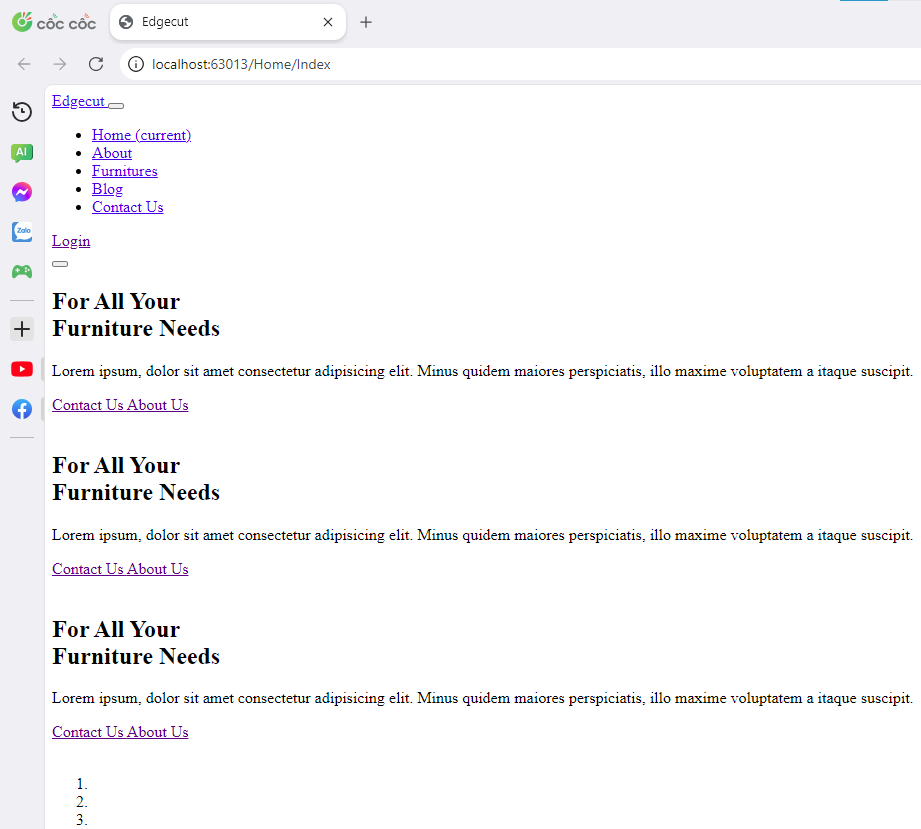 cốc cốc
Edgecut
localhost:63013/Home/Index
AI
Zalo
Edgecut
Home (current)
About
Furnitures
Blog
Contact Us
Login
For All Your
Furniture Needs
Lorem ipsum, dolor sit amet consectetur adipisicing elit. Minus quidem maiores perspiciatis, illo maxime voluptatem a itaque suscipit.
Contact Us About Us
For All Your
Furniture Needs
Lorem ipsum, dolor sit amet consectetur adipisicing elit. Minus quidem maiores perspiciatis, illo maxime voluptatem a itaque suscipit.
Contact Us About Us
For All Your
Furniture Needs
Lorem ipsum, dolor sit amet consectetur adipisicing elit. Minus quidem maiores perspiciatis, illo maxime voluptatem a itaque suscipit.
Contact Us About Us
1.
2.
3.